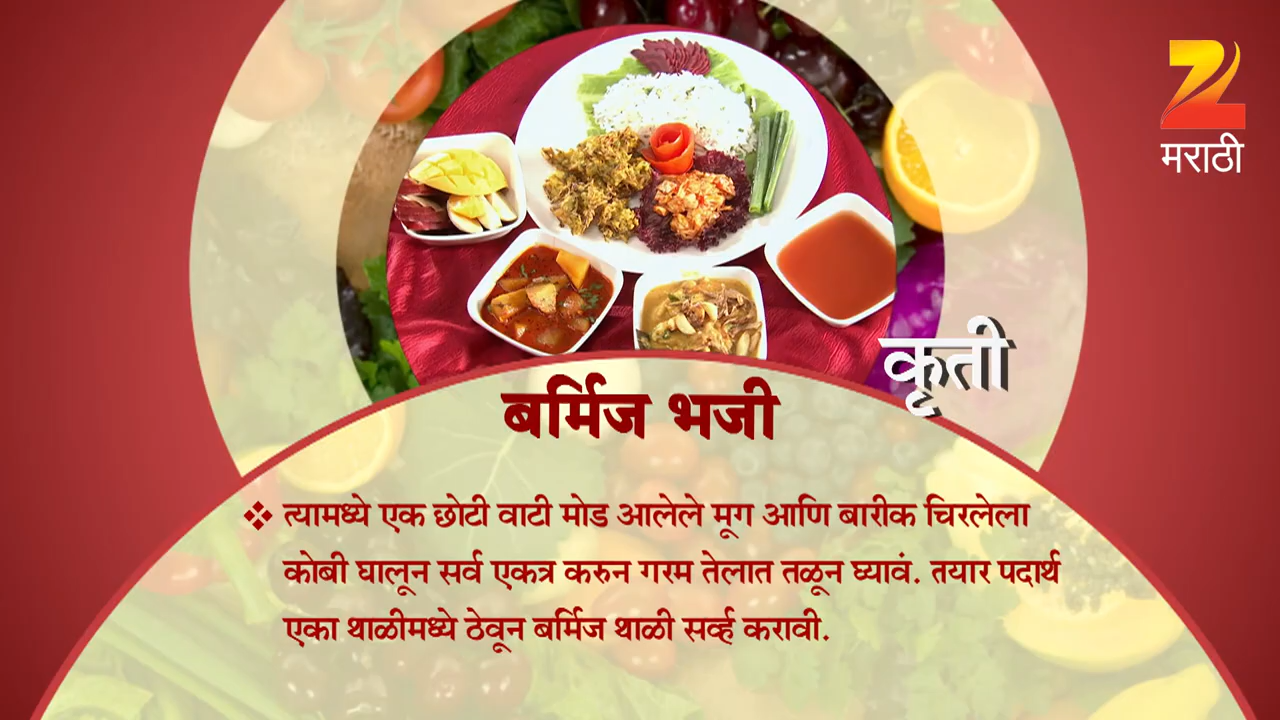 मराठी
कृती
बर्मिज भजी
❖ त्यामध्ये एक छोटी वाटी मोड आलेले मूग आणि बारीक चिरलेला
कोबी घालून सर्व एकत्र करुन गरम तेलात तळून घ्यावं. तयार पदार्थ
एका थाळीमध्ये ठेवून बर्मिज थाळी सर्व्ह करावी.